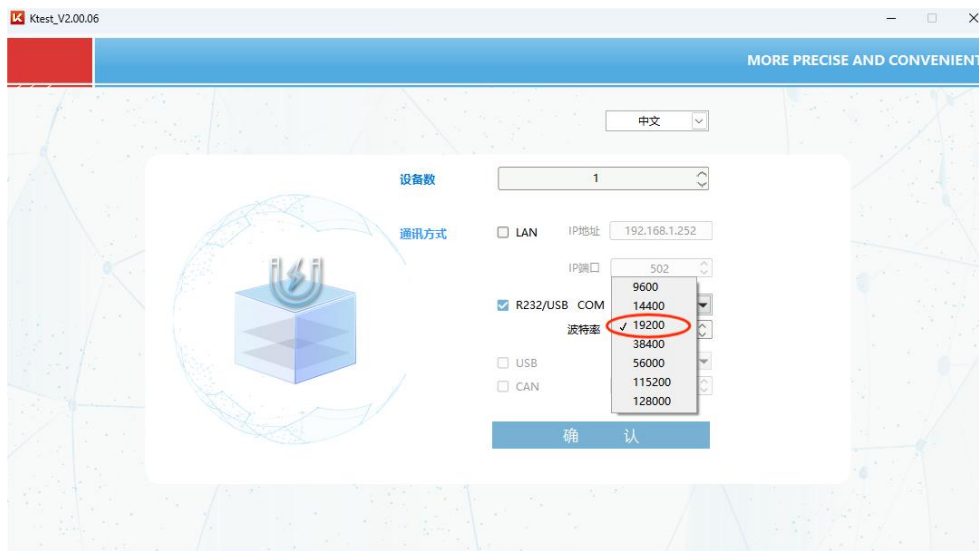 Ktest_V2.00.06
MORE PRECISE AND CONVENIENT
中文
设备数 1
通讯方式 LAN IP地址 192.168.1.252
IP端口 502
9600
R232/USB COM 14400
波特率 ✓ 19200
38400
USB 56000
CAN 115200
128000
确 认